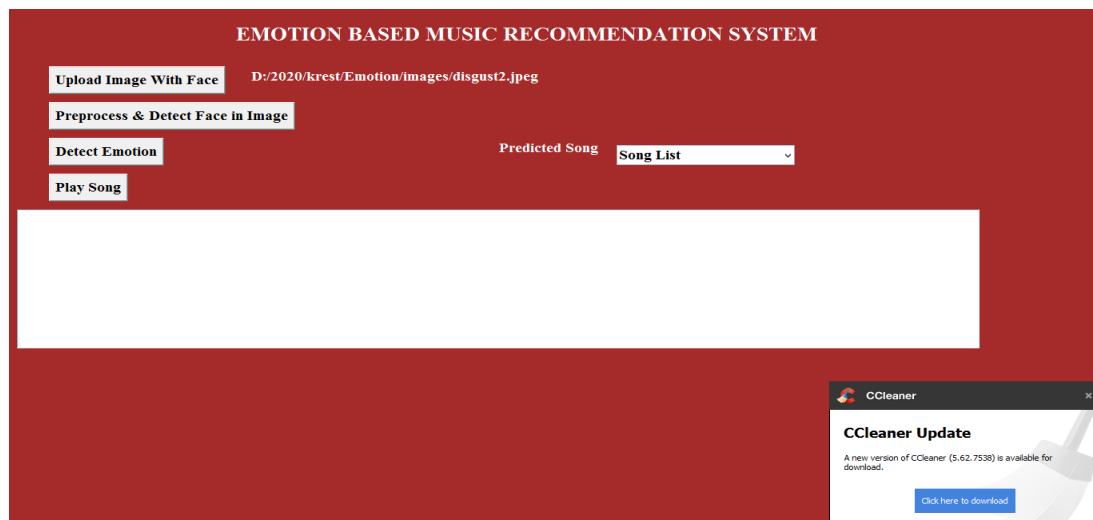 EMOTION BASED MUSIC RECOMMENDATION SYSTEM
Upload Image With Face
D:/2020/krest/Emotion/images/disgust2.jpeg
Preprocess & Detect Face in Image
Detect Emotion
Predicted Song
Song List
Play Song
CCleaner
CCleaner Update
A new version of CCleaner (5.62.7538) is available for
download.
Click here to download